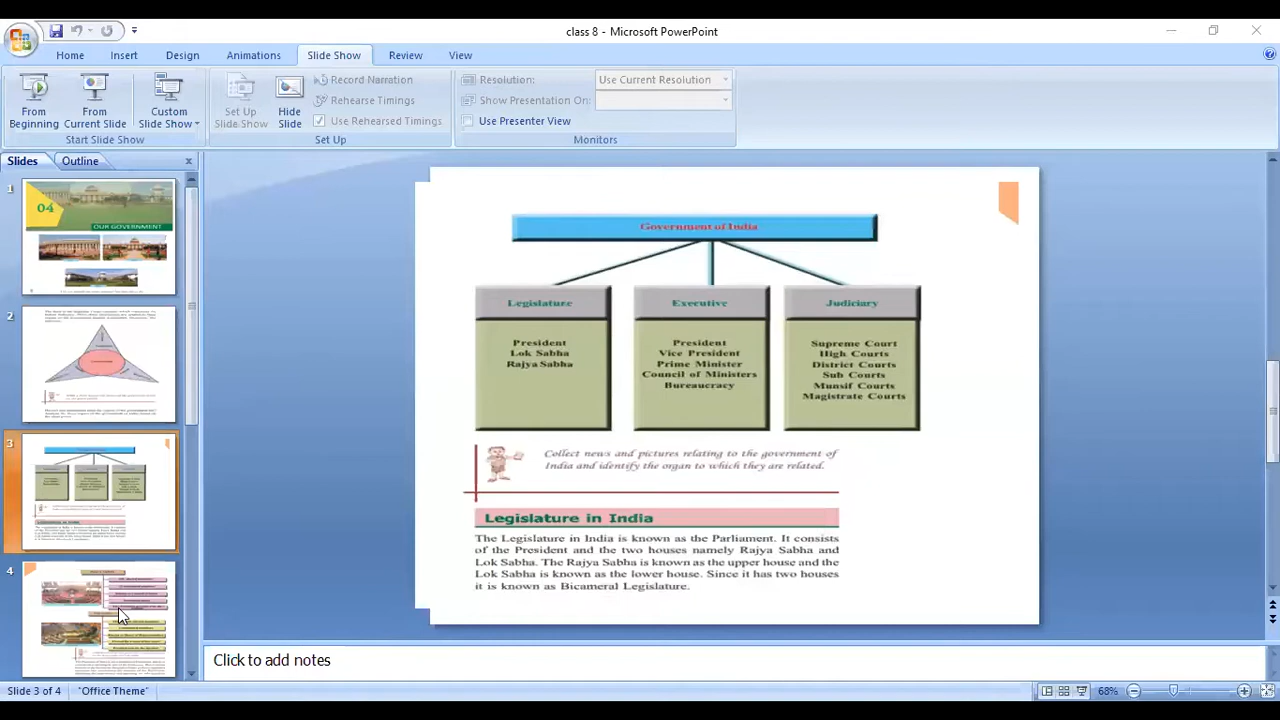 class 8 - Microsoft PowerPoint
Home Insert Design Animations Slide Show Review View
From Beginning
From Current Slide
Custom Slide Show
Start Slide Show
Set Up Slide Show
Hide Slide
Record Narration
Rehearse Timings
Use Rehearsed Timings
Set Up
Resolution: Use Current Resolution
Show Presentation On:
Use Presenter View
Monitors
Slides Outline
1
04
OUR GOVERNMENT
2
3
4
Government of India
Legislature
President
Lok Sabha
Rajya Sabha
Executive
President
Vice President
Prime Minister
Council of Ministers
Bureaucracy
Judiciary
Supreme Court
High Courts
District Courts
Sub Courts
Munsif Courts
Magistrate Courts
Collect news and pictures relating to the government of
India and identify the organ to which they are related.
Legislature in India
The Legislature in India is known as the Parliament. It consists
of the President and the two houses namely Rajya Sabha and
Lok Sabha. The Rajya Sabha is known as the upper house and the
Lok Sabha is known as the lower house. Since it has two houses
it is known as Bicameral Legislature.
Click to add notes
Slide 3 of 4 "Office Theme" 68%